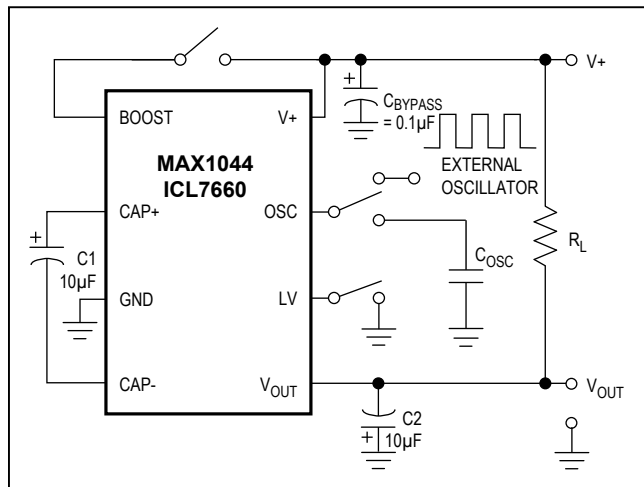 V+
BOOST
V+
CBYPASS
= 0.1µF
MAX1044
ICL7660
EXTERNAL
OSCILLATOR
CAP+
OSC
+
C1
10µF
COSC
RL
GND
LV
CAP-
VOUT
VOUT
C2
10µF
+
+